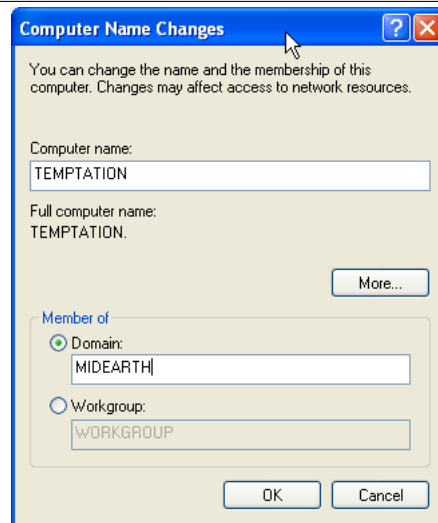 Computer Name Changes
You can change the name and the membership of this
computer. Changes may affect access to network resources.
Computer name:
TEMPTATION
Full computer name:
TEMPTATION.
More...
Member of
Domain:
MIDEARTH
Workgroup:
WORKGROUP
OK Cancel